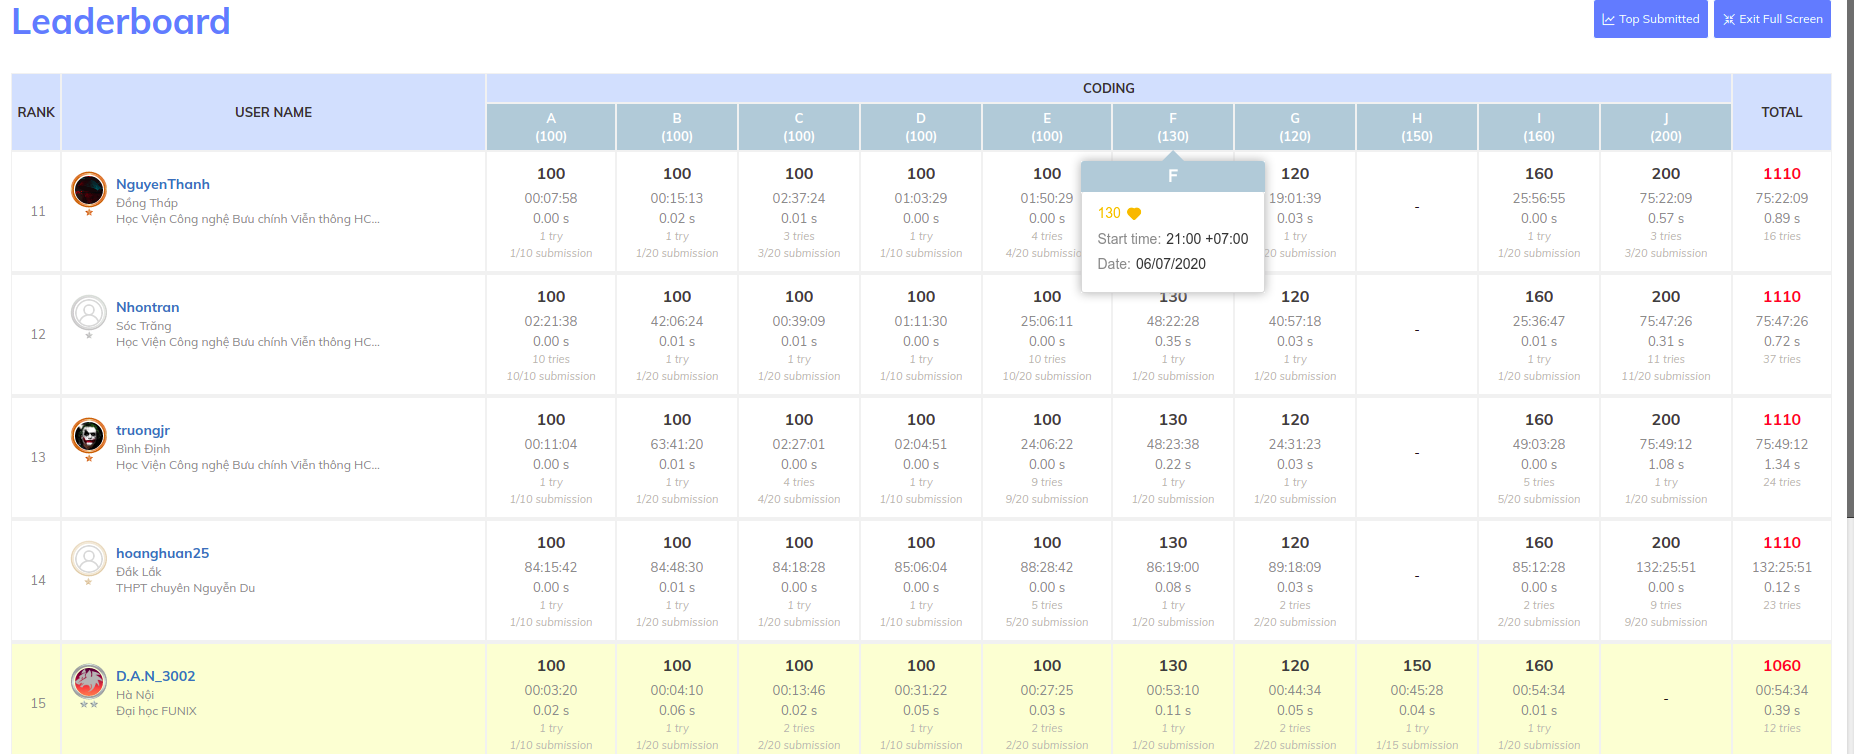 Leaderboard
Top Submitted
Exit Full Screen
RANK
USER NAME
CODING
TOTAL
A
(100)
B
(100)
C
(100)
D
(100)
E
(100)
F
(130)
G
(120)
H
(150)
I
(160)
J
(200)
11
NguyenThanh
Đồng Tháp
Học Viện Công nghệ Bưu chính Viễn thông HC...
100
00:07:58
0.00 s
1 try
1/10 submission
100
00:15:13
0.02 s
1 try
1/20 submission
100
02:37:24
0.01 s
3 tries
3/20 submission
100
01:03:29
0.00 s
1 try
1/10 submission
100
01:50:29
0.00 s
4 tries
4/20 submiss
F
130
Start time: 21:00 +07:00
Date: 06/07/2020
120
19:01:39
0.03 s
1 try
20 submission
-
160
25:56:55
0.00 s
1 try
1/20 submission
200
75:22:09
0.57 s
3 tries
3/20 submission
1110
75:22:09
0.89 s
16 tries
12
Nhontran
Sóc Trăng
Học Viện Công nghệ Bưu chính Viễn thông HC...
100
02:21:38
0.00 s
10 tries
10/10 submission
100
42:06:24
0.01 s
1 try
1/20 submission
100
00:39:09
0.01 s
1 try
1/20 submission
100
01:11:30
0.00 s
1 try
1/10 submission
100
25:06:11
0.00 s
10 tries
10/20 submission
130
48:22:28
0.35 s
1 try
1/20 submission
120
40:57:18
0.03 s
1 try
1/20 submission
-
160
25:36:47
0.01 s
1 try
1/20 submission
200
75:47:26
0.31 s
11 tries
11/20 submission
1110
75:47:26
0.72 s
37 tries
13
truongjr
Bình Định
Học Viện Công nghệ Bưu chính Viễn thông HC...
100
00:11:04
0.00 s
1 try
1/10 submission
100
63:41:20
0.01 s
1 try
1/20 submission
100
02:27:01
0.00 s
4 tries
4/20 submission
100
02:04:51
0.00 s
1 try
1/10 submission
100
24:06:22
0.00 s
9 tries
9/20 submission
130
48:23:38
0.22 s
1 try
1/20 submission
120
24:31:23
0.03 s
1 try
1/20 submission
-
160
49:03:28
0.00 s
5 tries
5/20 submission
200
75:49:12
1.08 s
1 try
1/20 submission
1110
75:49:12
1.34 s
24 tries
14
hoanghuan25
Đắk Lắk
THPT chuyên Nguyễn Du
100
84:15:42
0.00 s
1 try
1/10 submission
100
84:48:30
0.01 s
1 try
1/20 submission
100
84:18:28
0.00 s
1 try
1/20 submission
100
85:06:04
0.00 s
1 try
1/10 submission
100
88:28:42
0.00 s
5 tries
5/20 submission
130
86:19:00
0.08 s
1 try
1/20 submission
120
89:18:09
0.03 s
2 tries
2/20 submission
-
160
85:12:28
0.00 s
2 tries
2/20 submission
200
132:25:51
0.00 s
9 tries
9/20 submission
1110
132:25:51
0.12 s
23 tries
15
D.A.N_3002
Hà Nội
Đại học FUNIX
100
00:03:20
0.02 s
1 try
1/10 submission
100
00:04:10
0.06 s
1 try
1/20 submission
100
00:13:46
0.02 s
2 tries
2/20 submission
100
00:31:22
0.05 s
1 try
1/10 submission
100
00:27:25
0.03 s
2 tries
2/20 submission
130
00:53:10
0.11 s
1 try
1/20 submission
120
00:44:34
0.05 s
2 tries
2/20 submission
150
00:45:28
0.04 s
1 try
1/15 submission
160
00:54:34
0.01 s
1 try
1/20 submission
-
1060
00:54:34
0.39 s
12 tries